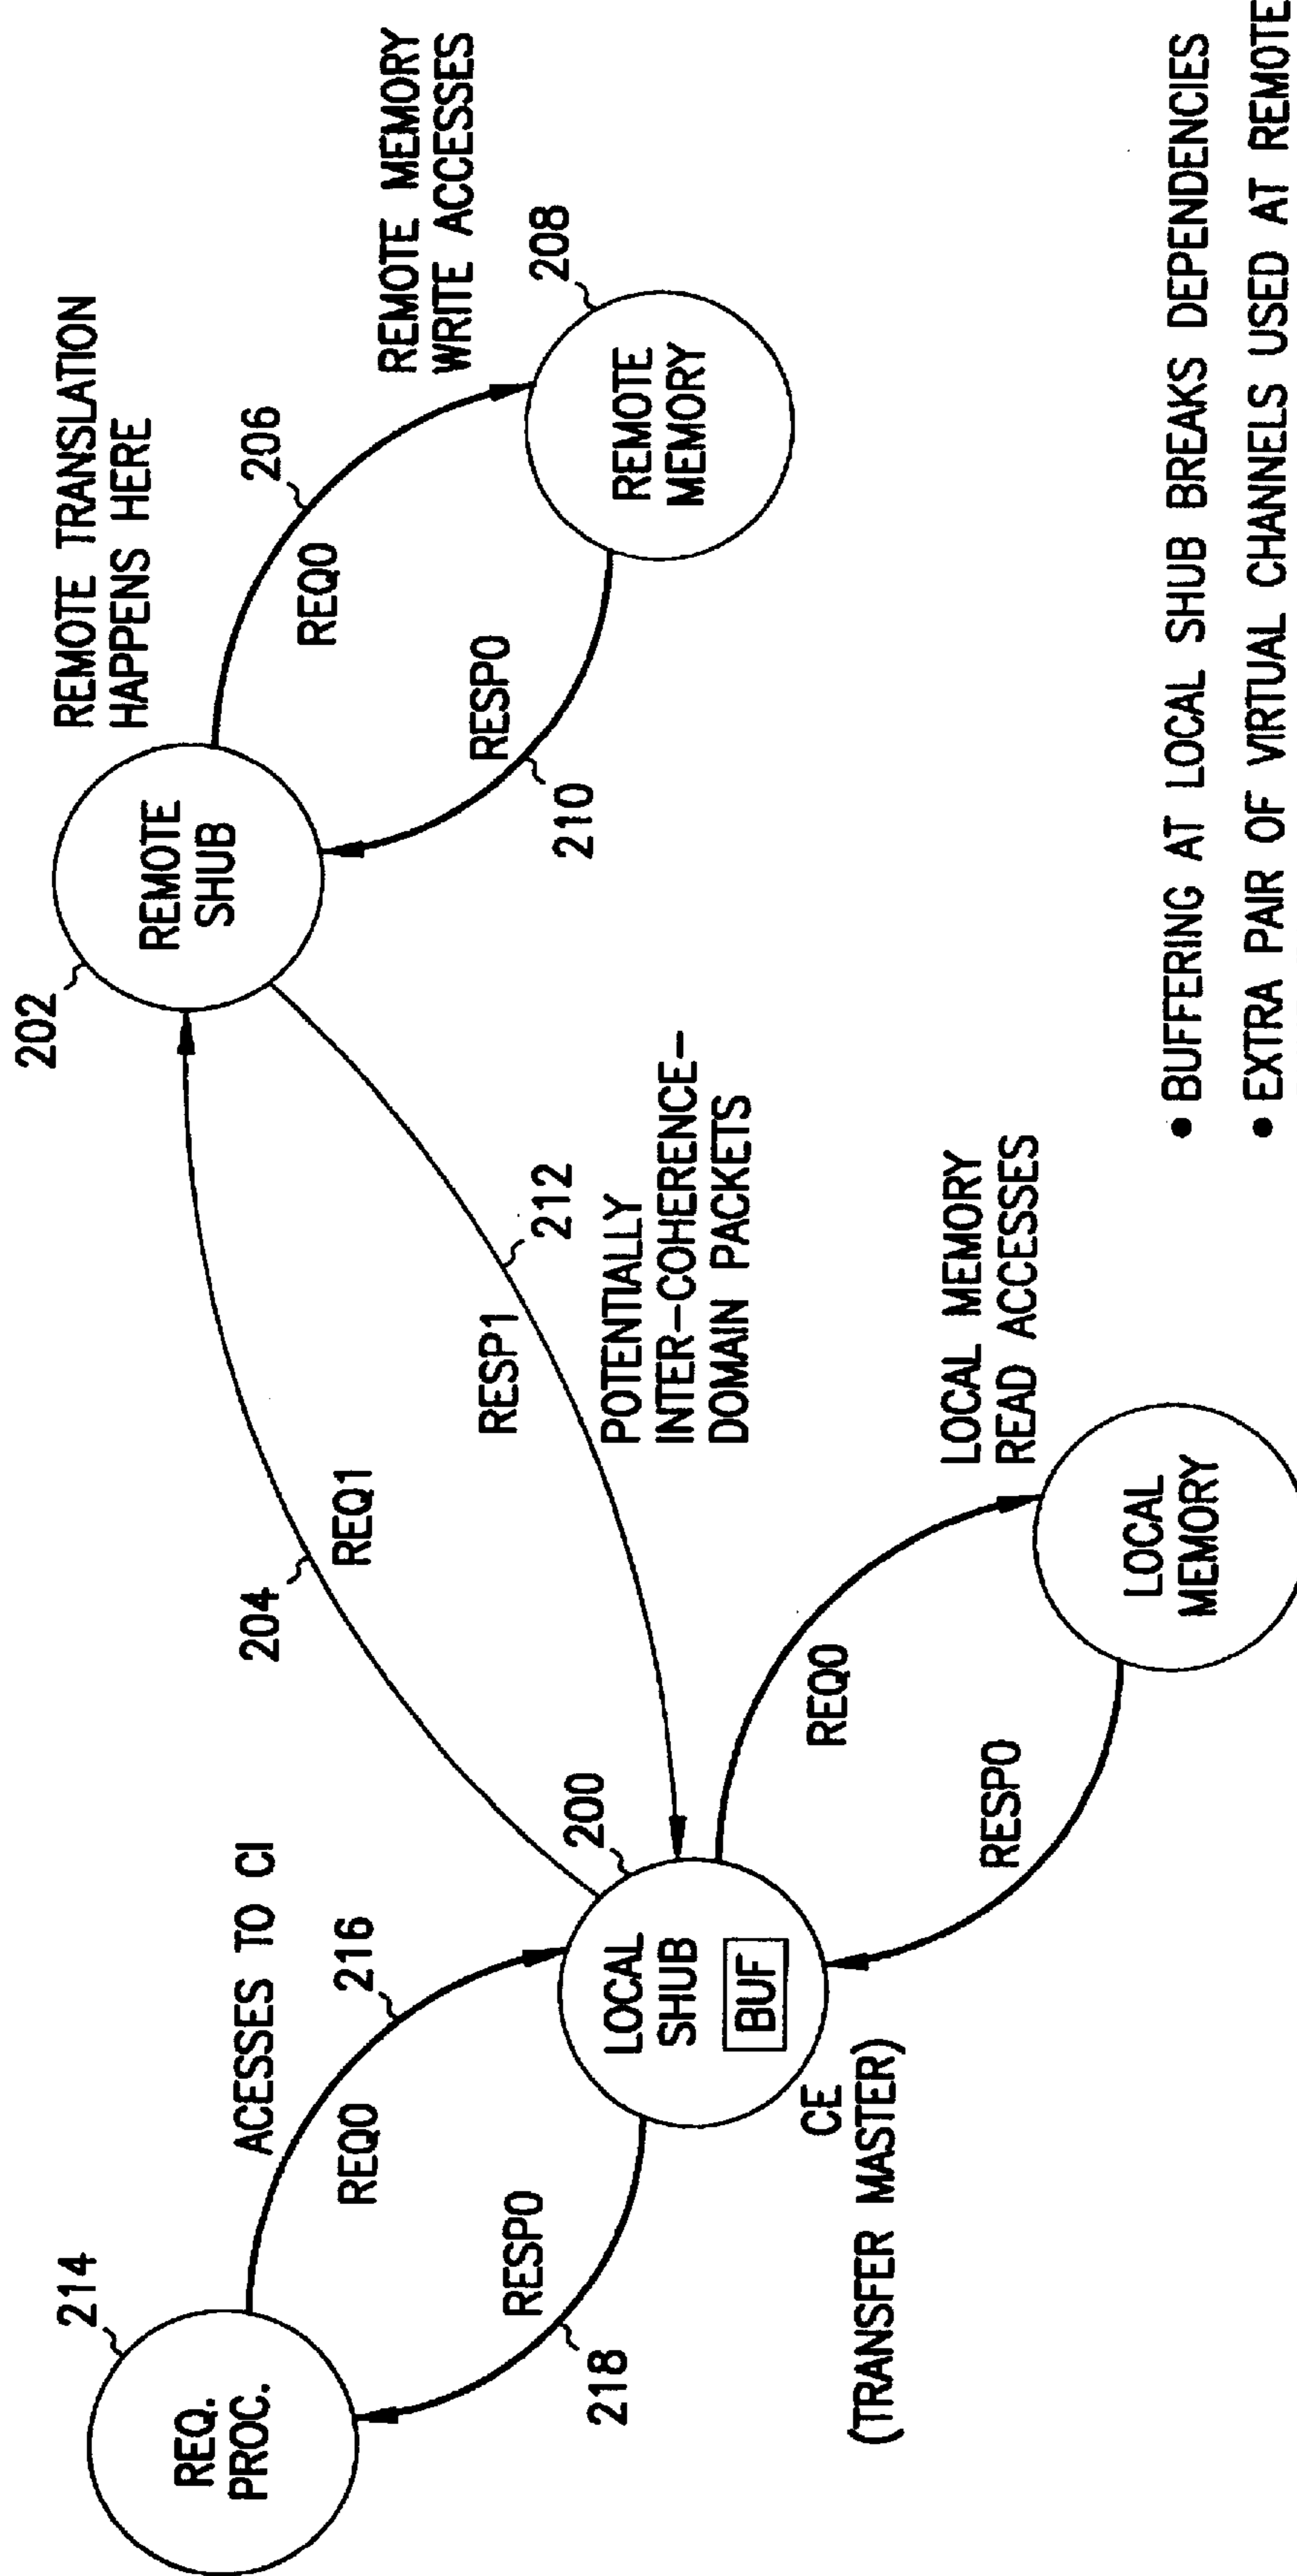 214
REQ.
PROC.
ACESSES TO CI
216
REQ0
RESP0
218
200
LOCAL
SHUB
BUF
CE
(TRANSFER MASTER)
204
REQ1
RESP1
212
POTENTIALLY
INTER-COHERENCE-
DOMAIN PACKETS
REQ0
RESP0
LOCAL MEMORY
READ ACCESSES
LOCAL
MEMORY
202
REMOTE
SHUB
REMOTE TRANSLATION
HAPPENS HERE
206
REQ0
RESP0
210
REMOTE MEMORY
WRITE ACCESSES
208
REMOTE
MEMORY
• BUFFERING AT LOCAL SHUB BREAKS DEPENDENCIES
• EXTRA PAIR OF VIRTUAL CHANNELS USED AT REMOTE